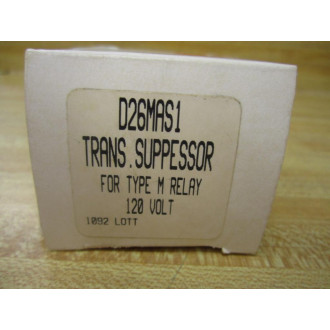 D26MAS1
TRANS.SUPPESSOR
FOR TYPE M RELAY
120 VOLT
1092 LOTT